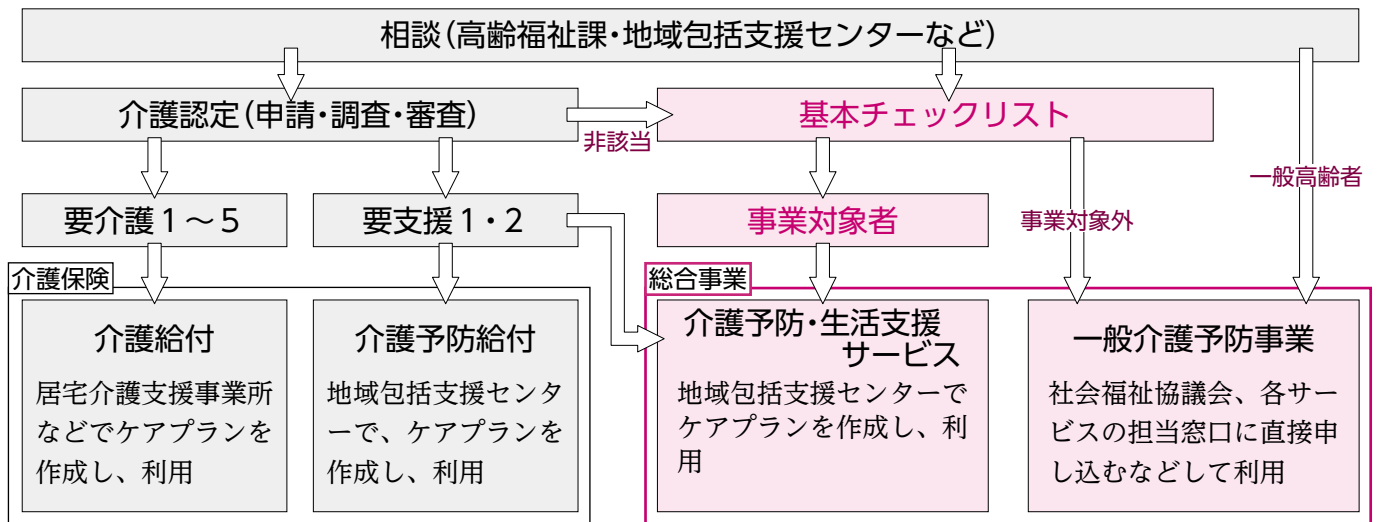 相談(高齢福祉課・地域包括支援センターなど)
介護認定(申請・調査・審査)
非該当
基本チェックリスト
一般高齢者
要介護1～5
要支援1・2
事業対象者
事業対象外
介護保険
総合事業
介護給付
居宅介護支援事業所
などでケアプランを
作成し、利用
介護予防給付
地域包括支援センタ
ーで、ケアプランを
作成し、利用
介護予防・生活支援
サービス
地域包括支援センターで
ケアプランを作成し、利
用
一般介護予防事業
社会福祉協議会、各サー
ビスの担当窓口に直接申
し込むなどして利用